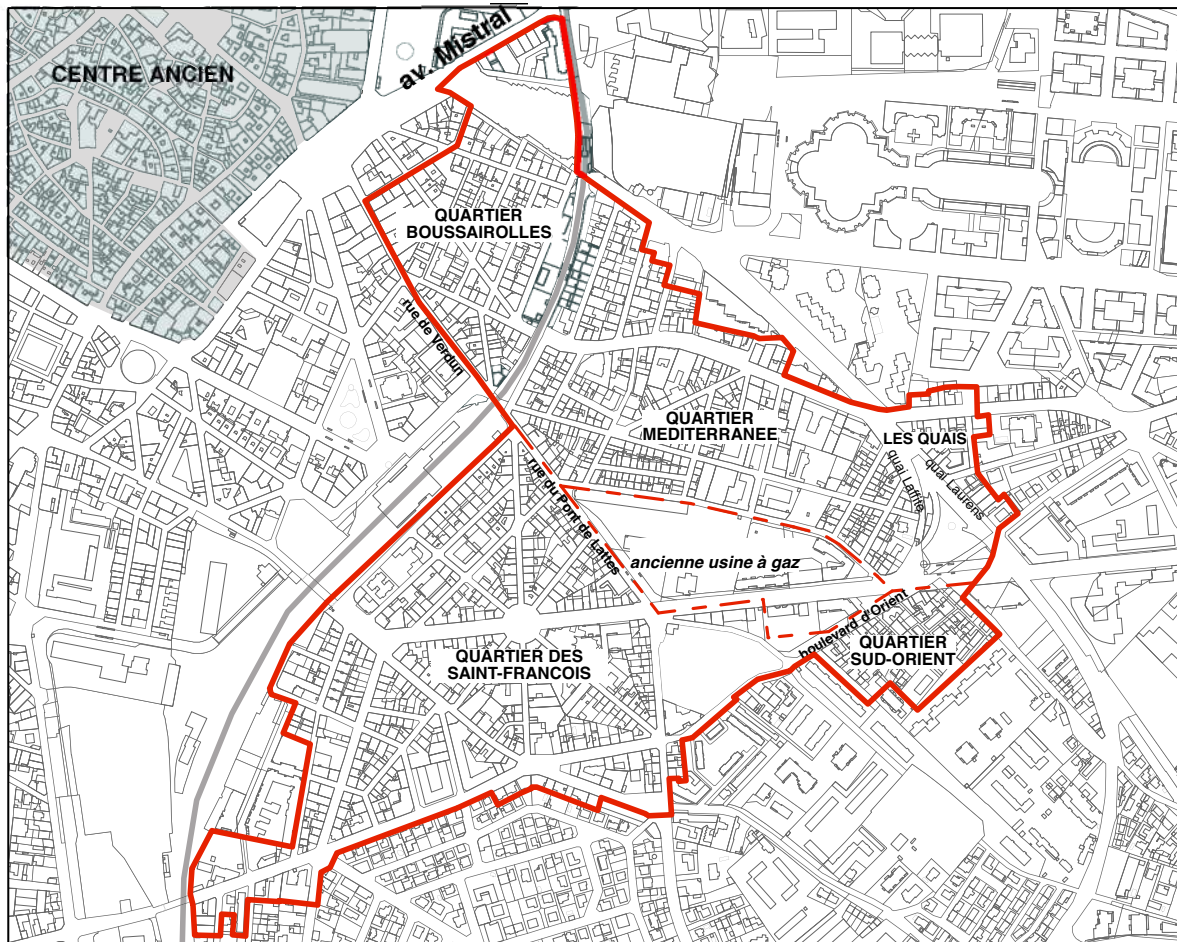 av. Mistral
CENTRE ANCIEN
QUARTIER
BOUSSAIROLLES
rue de Verdun
QUARTIER
MEDITERRANEE
LES QUAIS
quai Laffite
quai Laurens
rue du Pont de Lattes
ancienne usine à gaz
boulevard d'Orient
QUARTIER
SUD-ORIENT
QUARTIER DES
SAINT-FRANCOIS